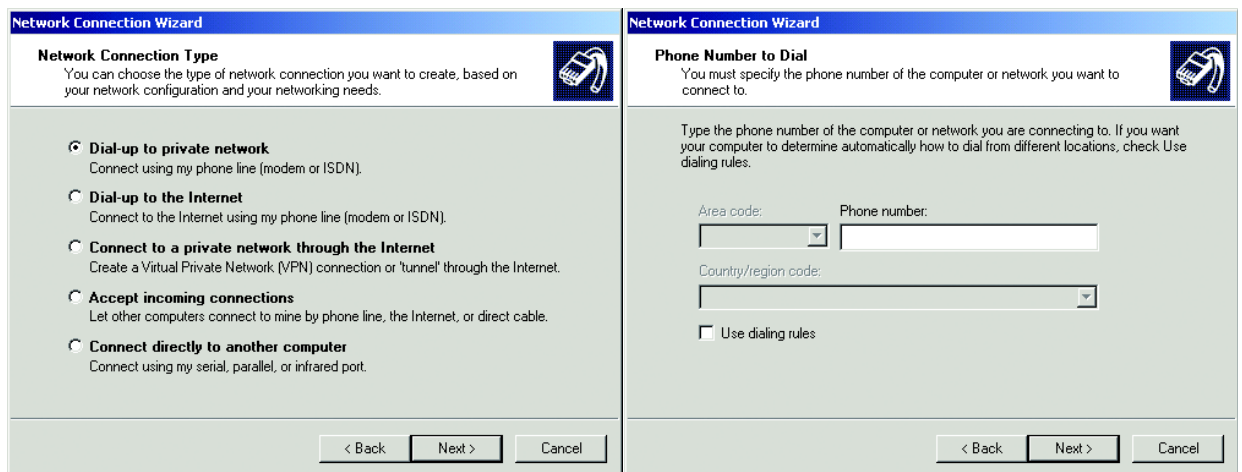 Network Connection Wizard
Network Connection Type
You can choose the type of network connection you want to create, based on
your network configuration and your networking needs.
Dial-up to private network
Connect using my phone line (modem or ISDN).
Dial-up to the Internet
Connect to the Internet using my phone line (modem or ISDN).
Connect to a private network through the Internet
Create a Virtual Private Network (VPN) connection or 'tunnel' through the Internet.
Accept incoming connections
Let other computers connect to mine by phone line, the Internet, or direct cable.
Connect directly to another computer
Connect using my serial, parallel, or infrared port.
< Back Next > Cancel
Network Connection Wizard
Phone Number to Dial
You must specify the phone number of the computer or network you want to
connect to.
Type the phone number of the computer or network you are connecting to. If you want
your computer to determine automatically how to dial from different locations, check Use
dialing rules.
Area code: Phone number:
Country/region code:
Use dialing rules
< Back Next > Cancel